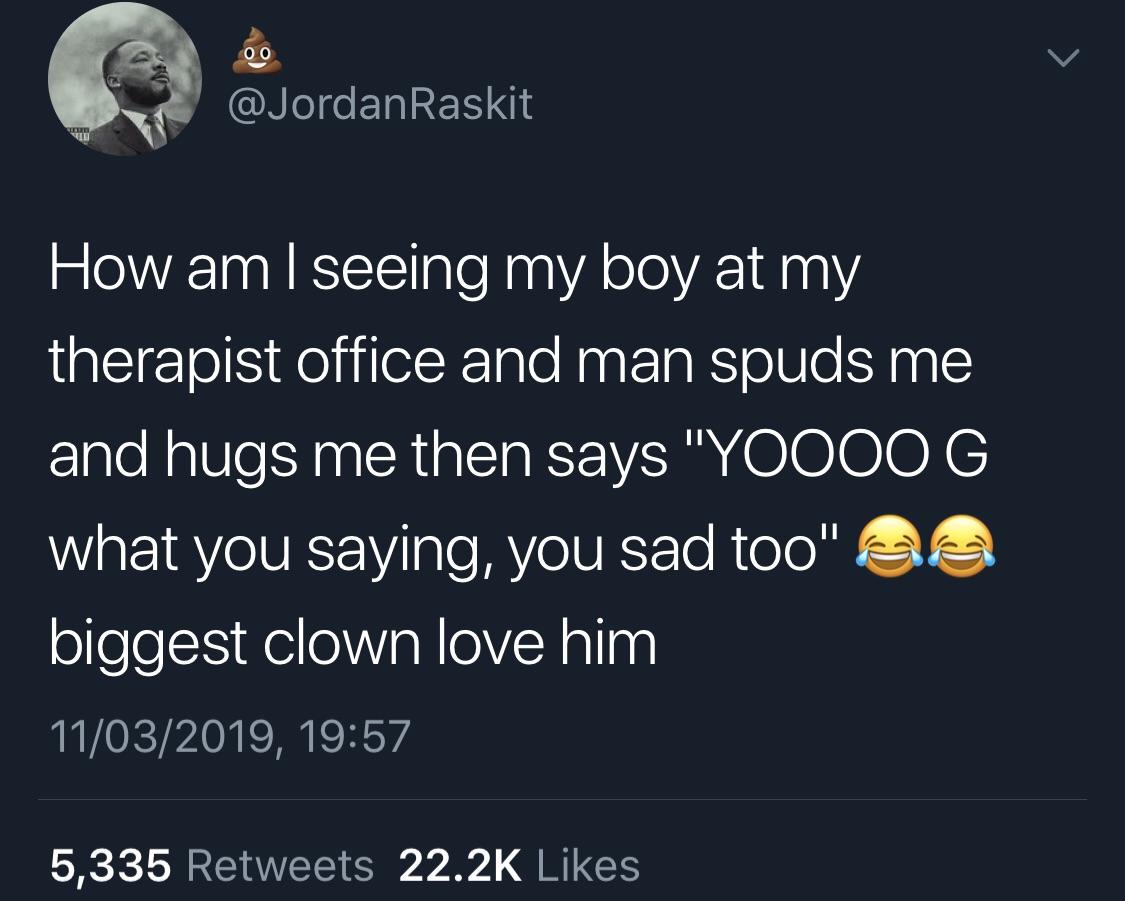 💩
@JordanRaskit
How am I seeing my boy at my
therapist office and man spuds me
and hugs me then says "YOOOO G
what you saying, you sad too" 😂😂
biggest clown love him
11/03/2019, 19:57
5,335 Retweets 22.2K Likes